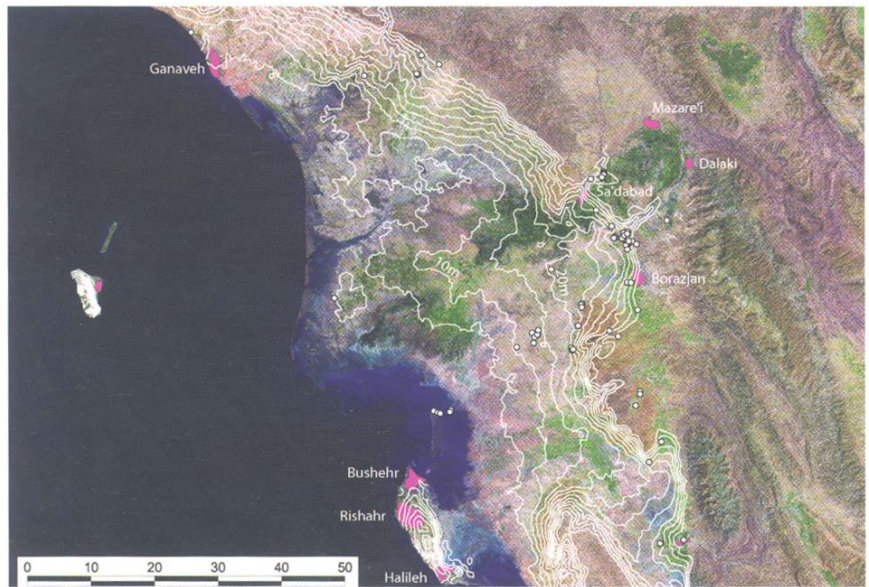 Ganaveh
Mazare'i
Dalaki
Sa'dabad
10m
20m
Borazjan
Bushehr
Rishahr
Halileh
0 10 20 30 40 50